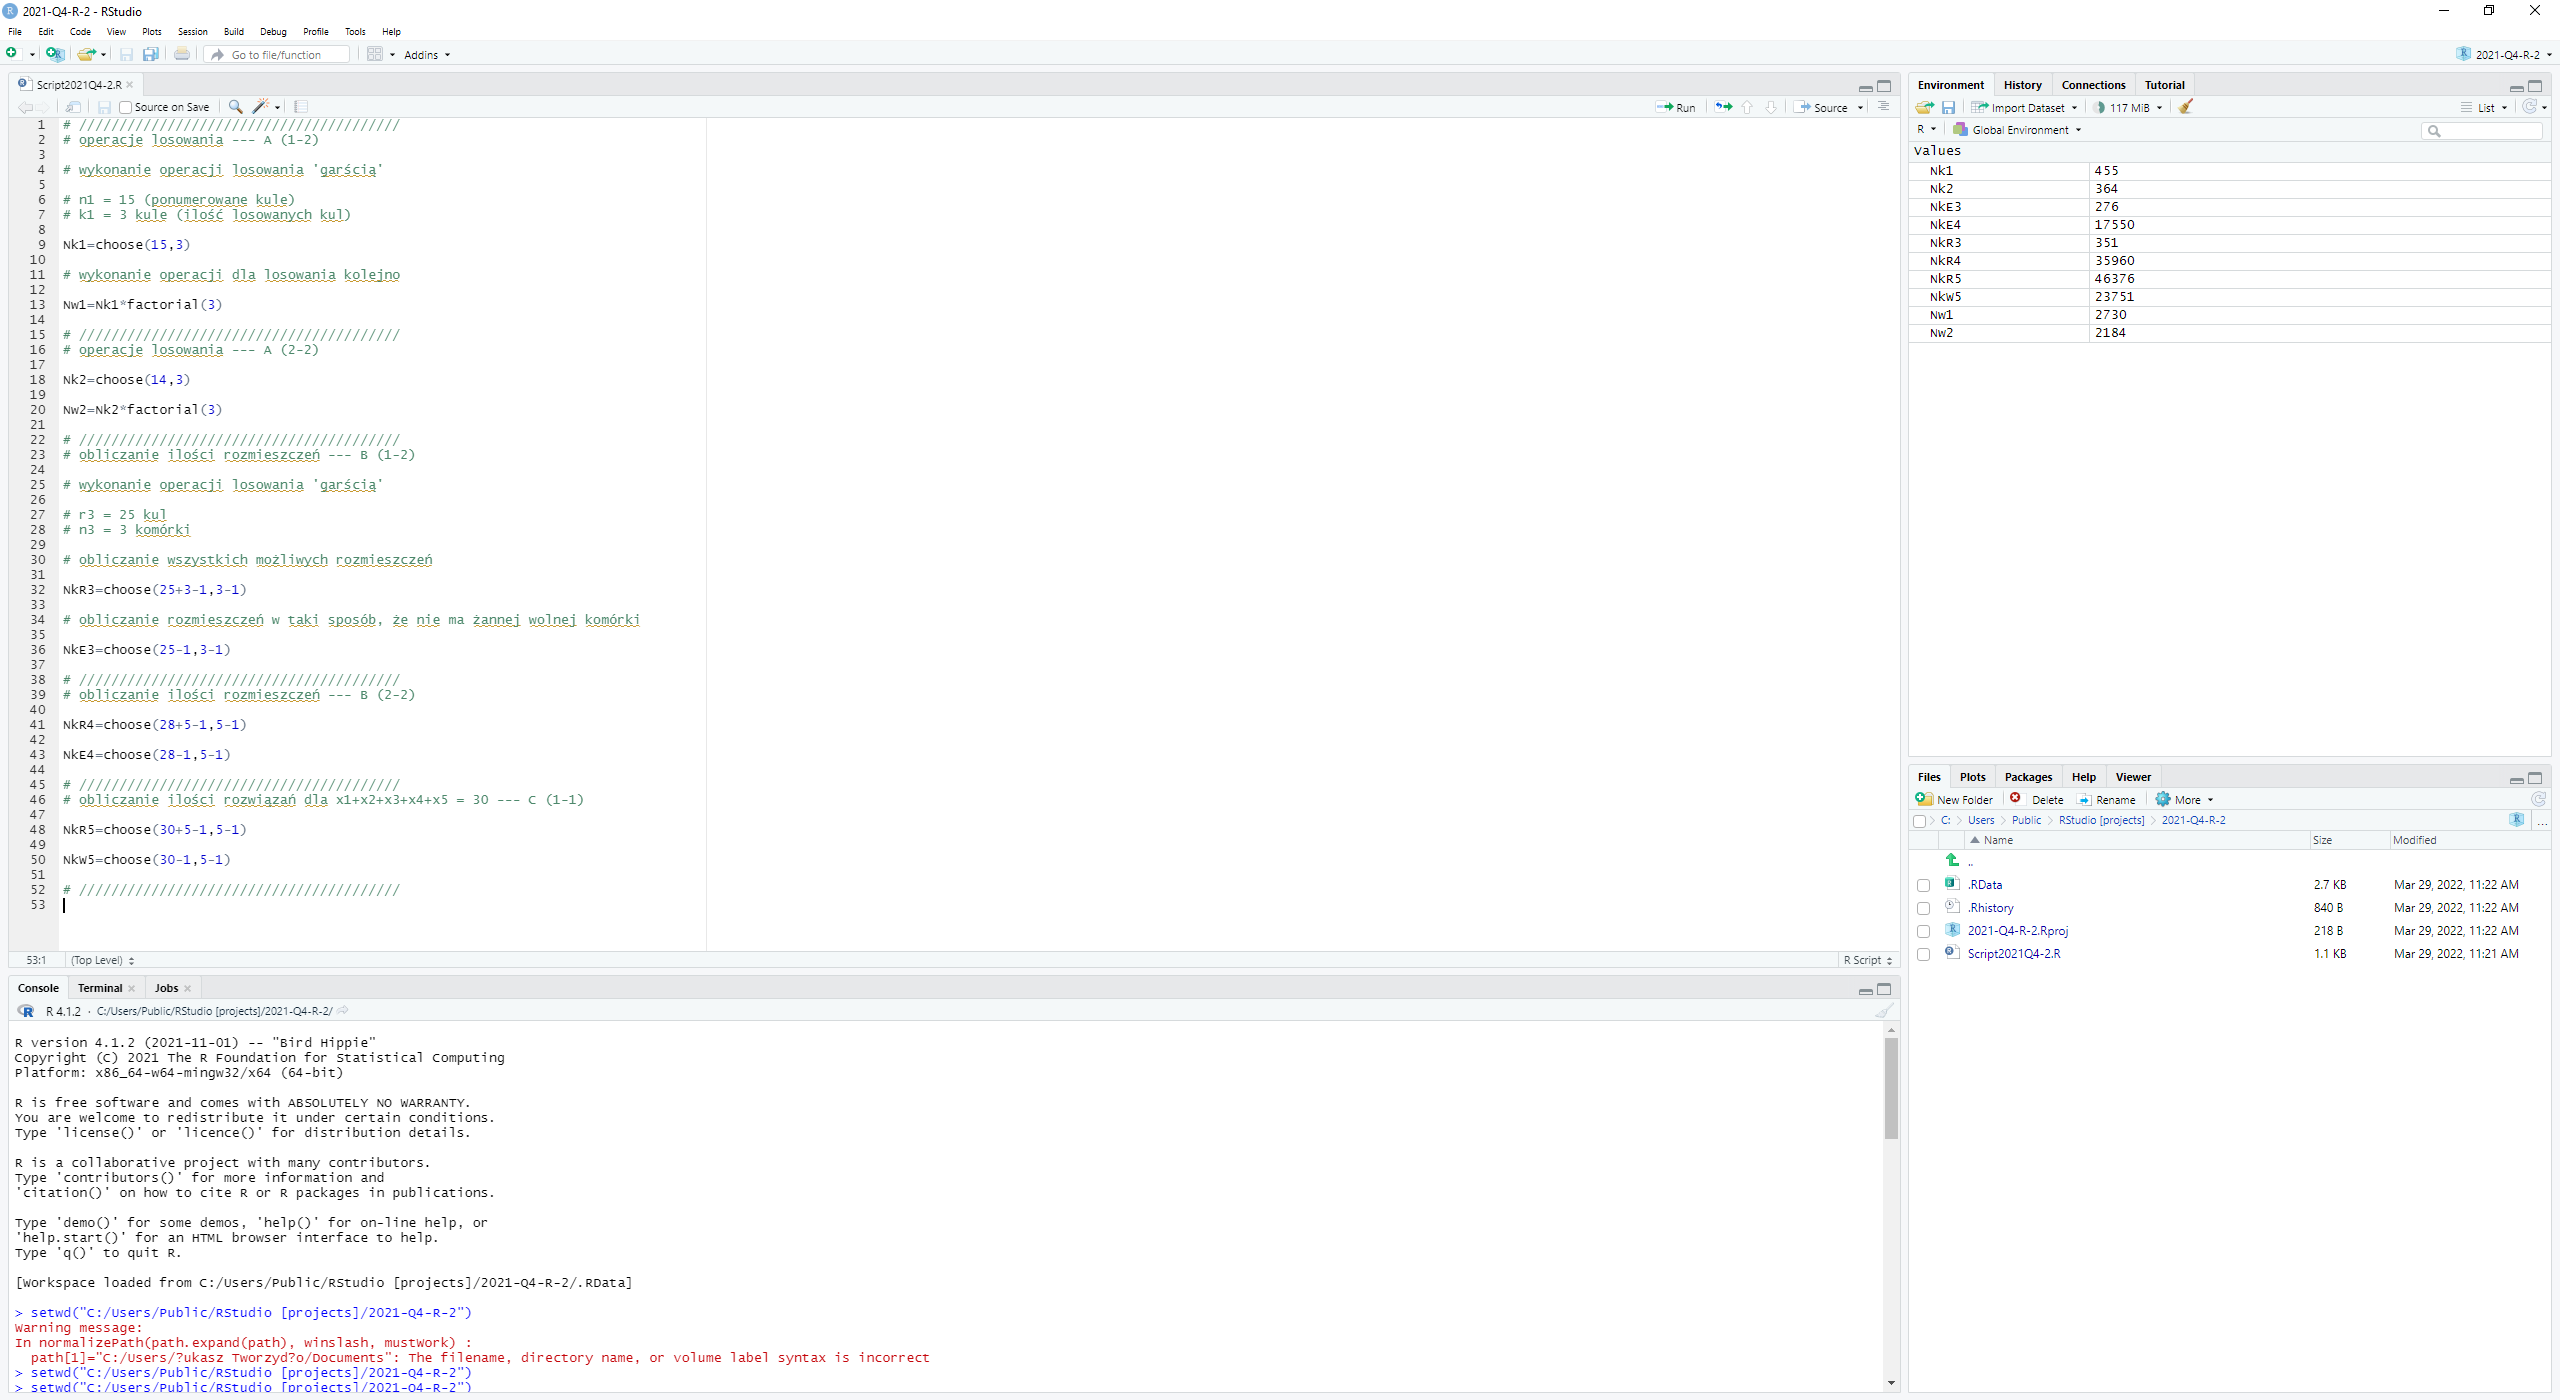 2021-Q4-R-2 - RStudio
File Edit Code View Plots Session Build Debug Profile Tools Help
Go to file/function Addins 2021-Q4-R-2
Script2021Q4-2.R
Source on Save Run Source
1 # ////////////////////////////////////////
2 # operacje losowania --- A (1-2)
3
4 # wykonanie operacji losowania 'garścią'
5
6 # n1 = 15 (ponumerowane kule)
7 # k1 = 3 kule (ilość losowanych kul)
8
9 Nk1=choose(15,3)
10
11 # wykonanie operacji dla losowania kolejno
12
13 Nw1=Nk1*factorial(3)
14
15 # ////////////////////////////////////////
16 # operacje losowania --- A (2-2)
17
18 Nk2=choose(14,3)
19
20 Nw2=Nk2*factorial(3)
21
22 # ////////////////////////////////////////
23 # obliczanie ilości rozmieszczeń --- B (1-2)
24
25 # wykonanie operacji losowania 'garścią'
26
27 # r3 = 25 kul
28 # n3 = 3 komórki
29
30 # obliczanie wszystkich możliwych rozmieszczeń
31
32 NkR3=choose(25+3-1,3-1)
33
34 # obliczanie rozmieszczeń w taki sposób, że nie ma żannej wolnej komórki
35
36 NkE3=choose(25-1,3-1)
37
38 # ////////////////////////////////////////
39 # obliczanie ilości rozmieszczeń --- B (2-2)
40
41 NkR4=choose(28+5-1,5-1)
42
43 NkE4=choose(28-1,5-1)
44
45 # ////////////////////////////////////////
46 # obliczanie ilości rozwiązań dla x1+x2+x3+x4+x5 = 30 --- C (1-1)
47
48 NkR5=choose(30+5-1,5-1)
49
50 NkW5=choose(30-1,5-1)
51
52 # ////////////////////////////////////////
53
53:1 (Top Level) R Script
Console Terminal Jobs
R 4.1.2 · C:/Users/Public/RStudio [projects]/2021-Q4-R-2/
R version 4.1.2 (2021-11-01) -- "Bird Hippie"
Copyright (C) 2021 The R Foundation for Statistical Computing
Platform: x86_64-w64-mingw32/x64 (64-bit)
R is free software and comes with ABSOLUTELY NO WARRANTY.
You are welcome to redistribute it under certain conditions.
Type 'license()' or 'licence()' for distribution details.
R is a collaborative project with many contributors.
Type 'contributors()' for more information and
'citation()' on how to cite R or R packages in publications.
Type 'demo()' for some demos, 'help()' for on-line help, or
'help.start()' for an HTML browser interface to help.
Type 'q()' to quit R.
[Workspace loaded from C:/Users/Public/RStudio [projects]/2021-Q4-R-2/.RData]
> setwd("C:/Users/Public/RStudio [projects]/2021-Q4-R-2")
Warning message:
In normalizePath(path.expand(path), winslash, mustWork) :
path[1]="C:/Users/?ukasz Tworzyd?o/Documents": The filename, directory name, or volume label syntax is incorrect
> setwd("C:/Users/Public/RStudio [projects]/2021-Q4-R-2")
> setwd("C:/Users/Public/RStudio [projects]/2021-Q4-R-2")
Environment History Connections Tutorial
Import Dataset 117 MiB List
R Global Environment
Values
Nk1 455
Nk2 364
NkE3 276
NkE4 17550
NkR3 351
NkR4 35960
NkR5 46376
NkW5 23751
Nw1 2730
Nw2 2184
Files Plots Packages Help Viewer
New Folder Delete Rename More
C: Users Public RStudio [projects] 2021-Q4-R-2 ...
Name Size Modified
..
.RData 2.7 KB Mar 29, 2022, 11:22 AM
.Rhistory 840 B Mar 29, 2022, 11:22 AM
2021-Q4-R-2.Rproj 218 B Mar 29, 2022, 11:22 AM
Script2021Q4-2.R 1.1 KB Mar 29, 2022, 11:21 AM